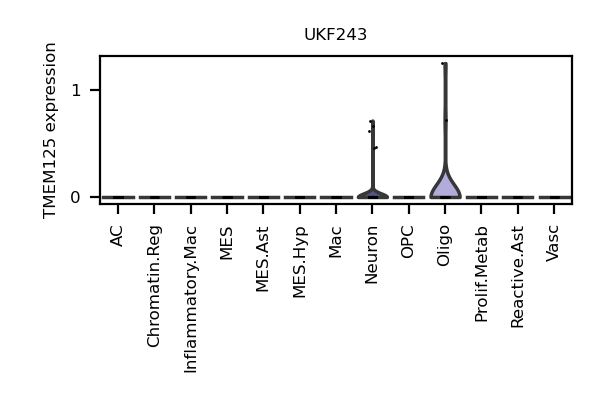 UKF243
TMEM125 expression
1
0
AC
Chromatin.Reg
Inflammatory.Mac
MES
MES.Ast
MES.Hyp
Mac
Neuron
OPC
Oligo
Prolif.Metab
Reactive.Ast
Vasc